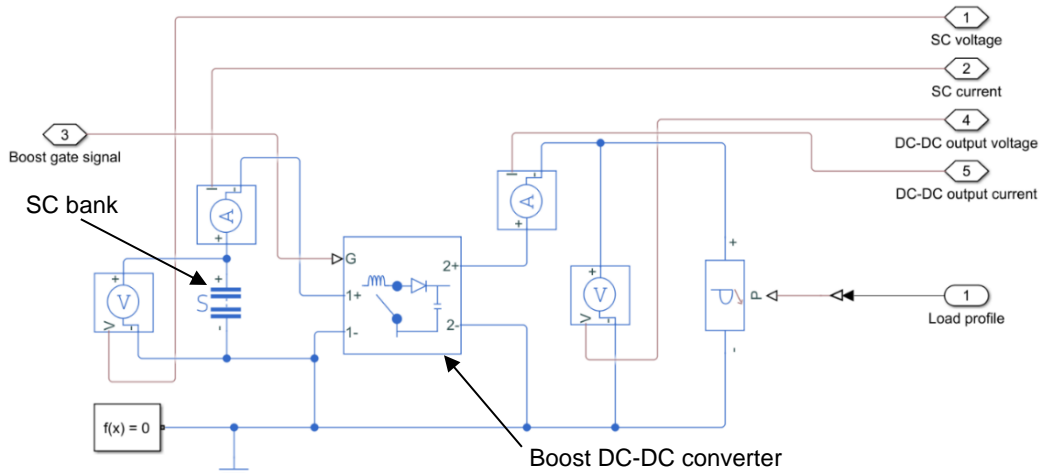 1
SC voltage
2
SC current
3
Boost gate signal
4
DC-DC output voltage
5
DC-DC output current
SC bank
I
-
A
+
I
-
A
+
+
V
-
V
+
S
-
G
1+
1-
2+
2-
+
V
-
V
+
P
-
1
Load profile
f(x) = 0
Boost DC-DC converter